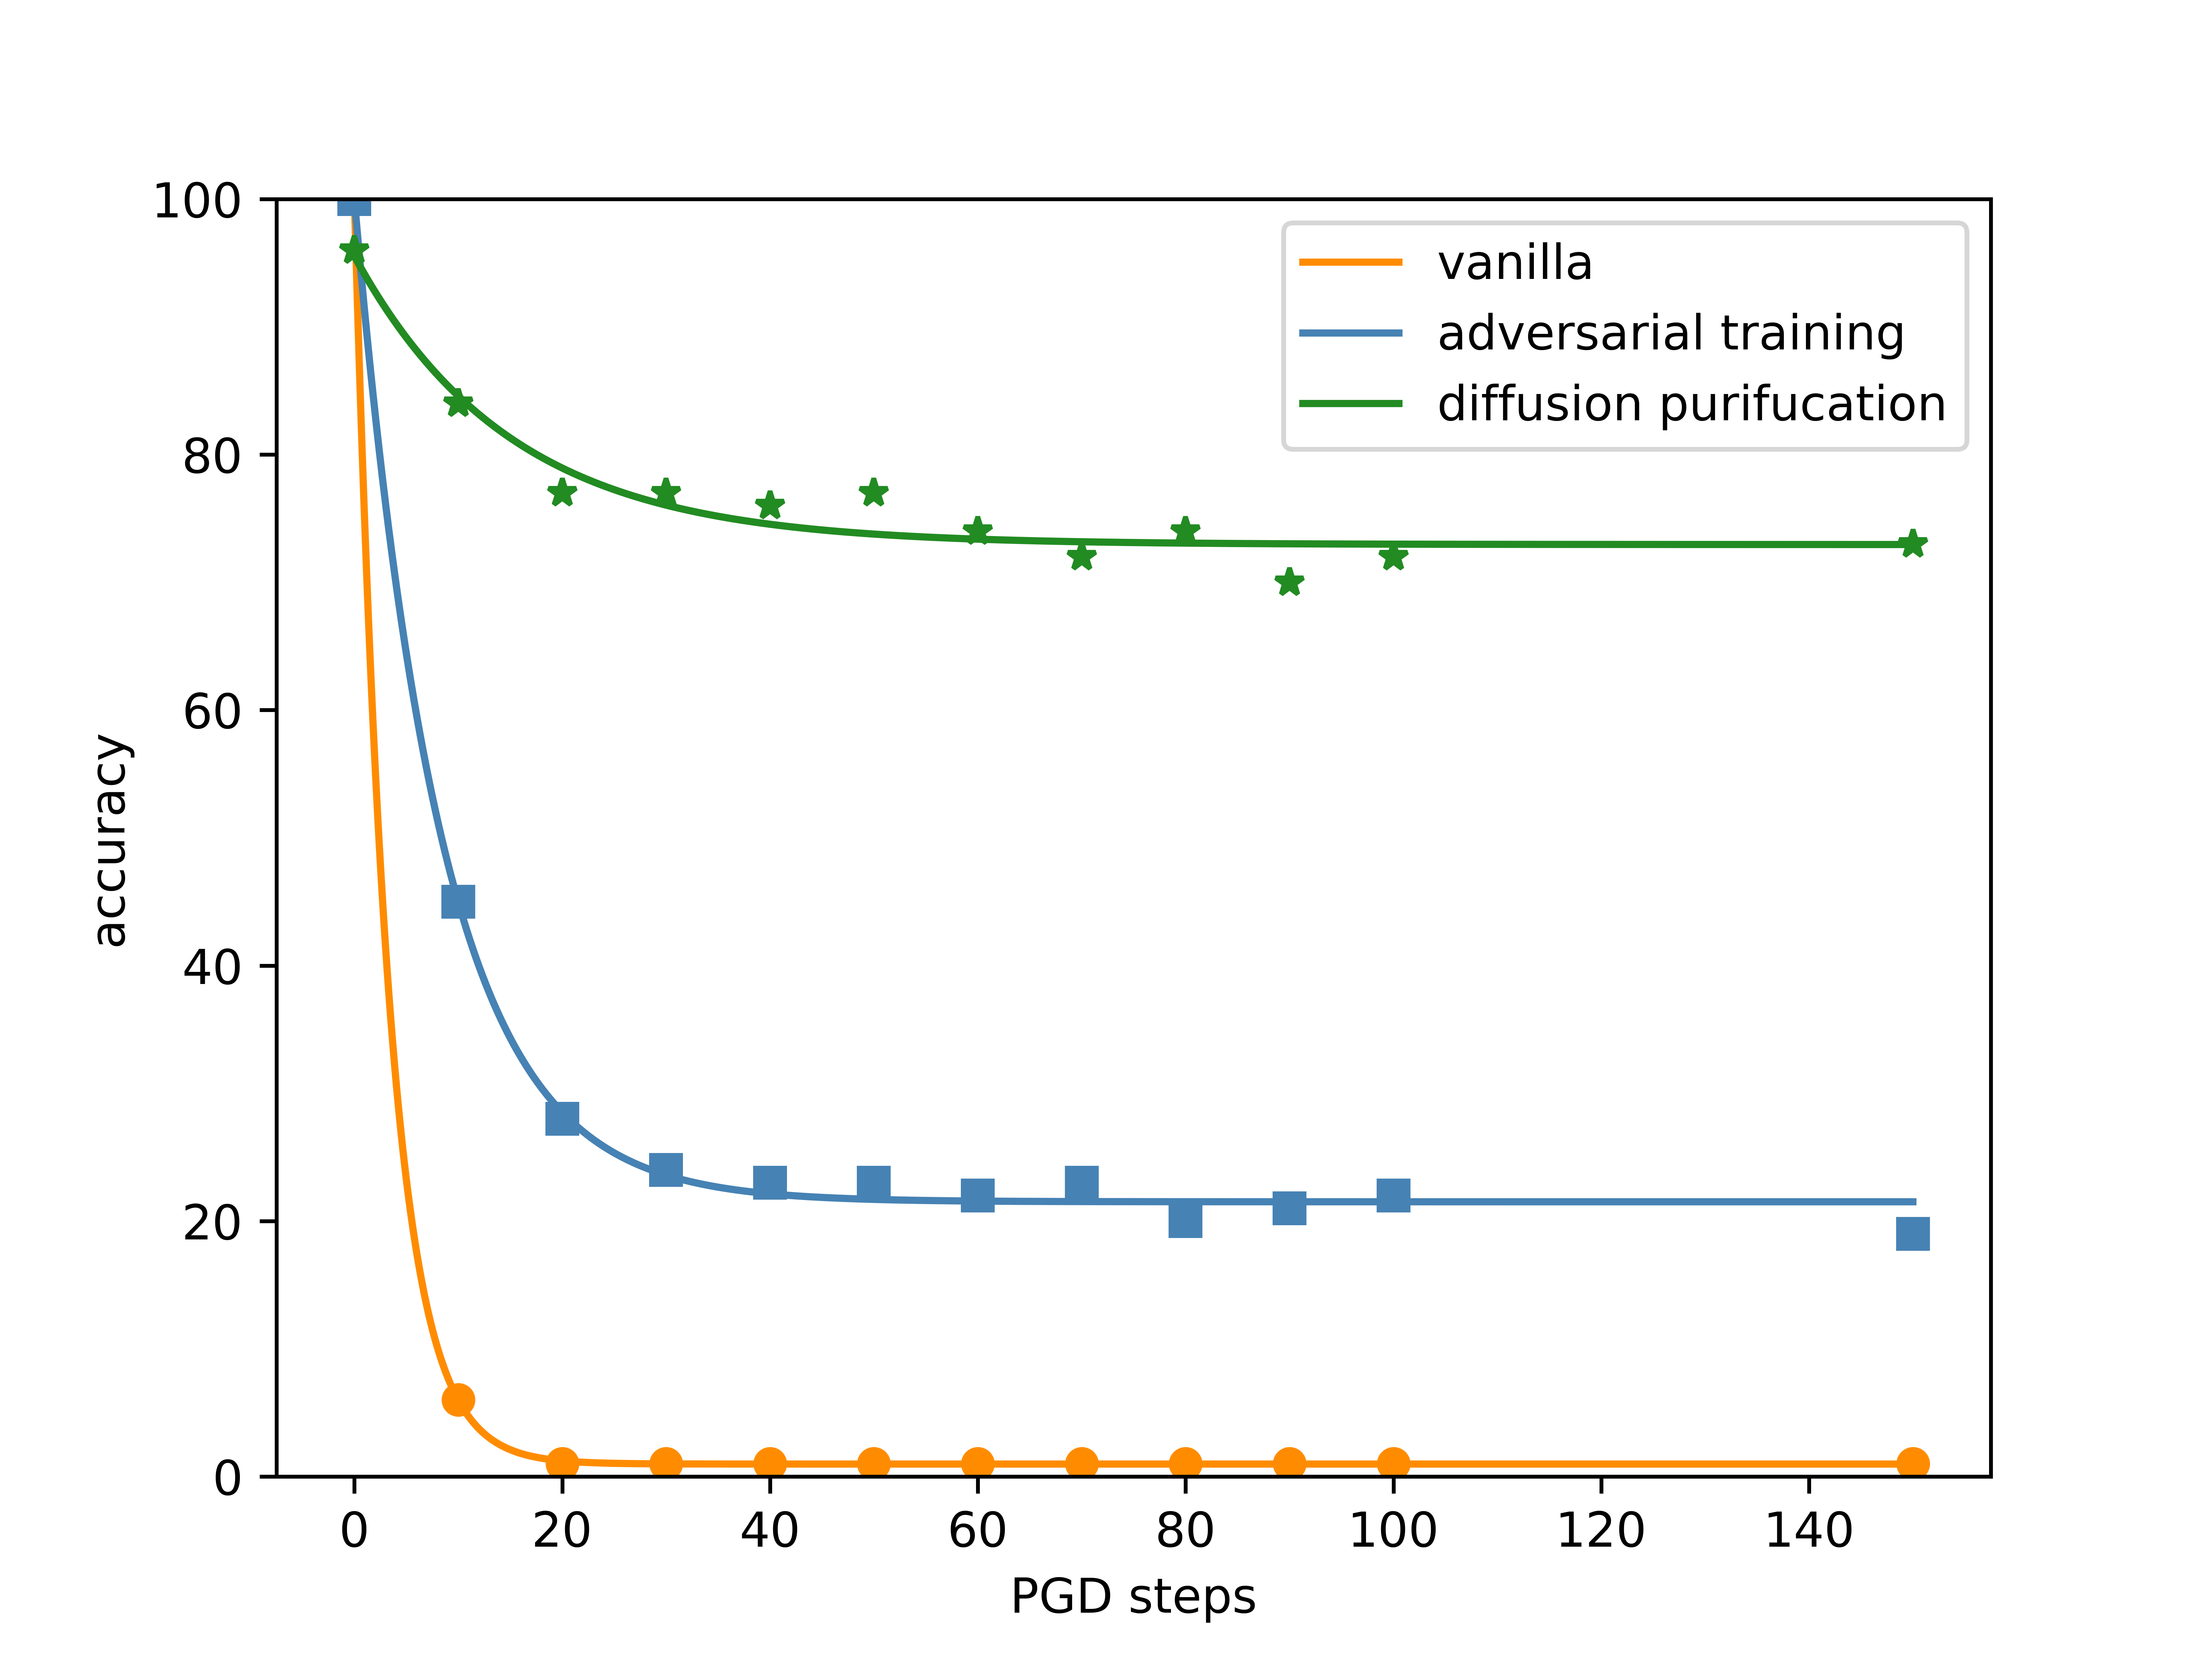 vanilla
adversarial training
diffusion purifucation
100
80
60
40
20
0
accuracy
0 20 40 60 80 100 120 140
PGD steps